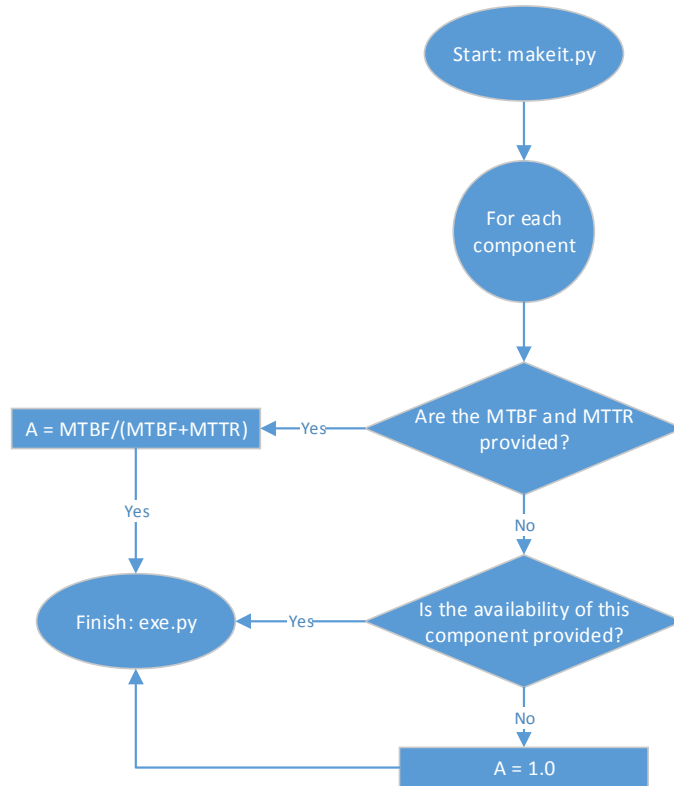 Start: makeit.py
For each
component
Are the MTBF and MTTR
provided?
Yes
A = MTBF/(MTBF+MTTR)
Yes
No
Is the availability of this
component provided?
Yes
Finish: exe.py
No
A = 1.0